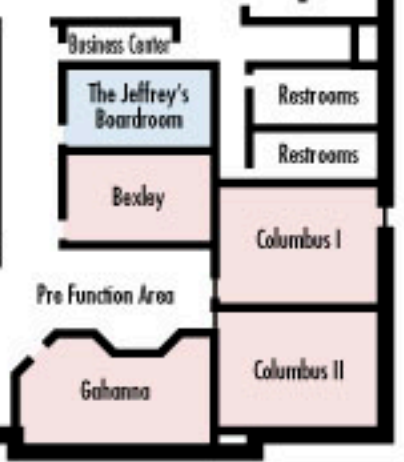 Business Center
The Jeffrey's
Boardroom
Restrooms
Restrooms
Bexley
Columbus I
Pre Function Area
Columbus II
Gahanna